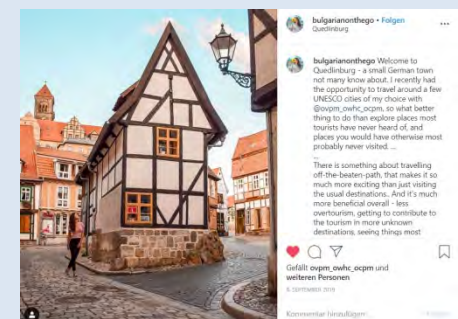 bulgarianonthego • Folgen
Quedlinburg
...
bulgarianonthego Welcome to
Quedlinburg - a small German town
not many know about. I recently had
the opportunity to travel around a few
UNESCO cities of my choice with
@ovpm_owhc_ocpm, so what better
thing to do than explore places most
tourists have never heard of, and
places you would have otherwise most
probably never visited. ...
...
There is something about travelling
off-the-beaten-path, that makes it so
much more exciting than just visiting
the usual destinations.. And it's much
more beneficial overall - less
overtourism, getting to contribute to
the tourism in more unknown
destinations, seeing things most
Gefällt ovpm_owhc_ocpm und
weiteren Personen
Kommentar hinzufügen ...